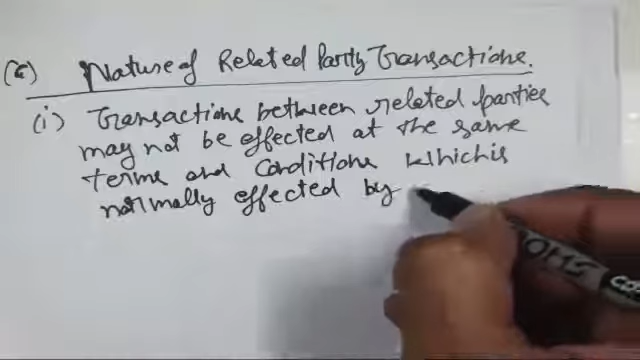 (c) Nature of Related Party Transactions.
(i) Transactions between related parties
may not be effected at the same
terms and conditions which is
normally effected by